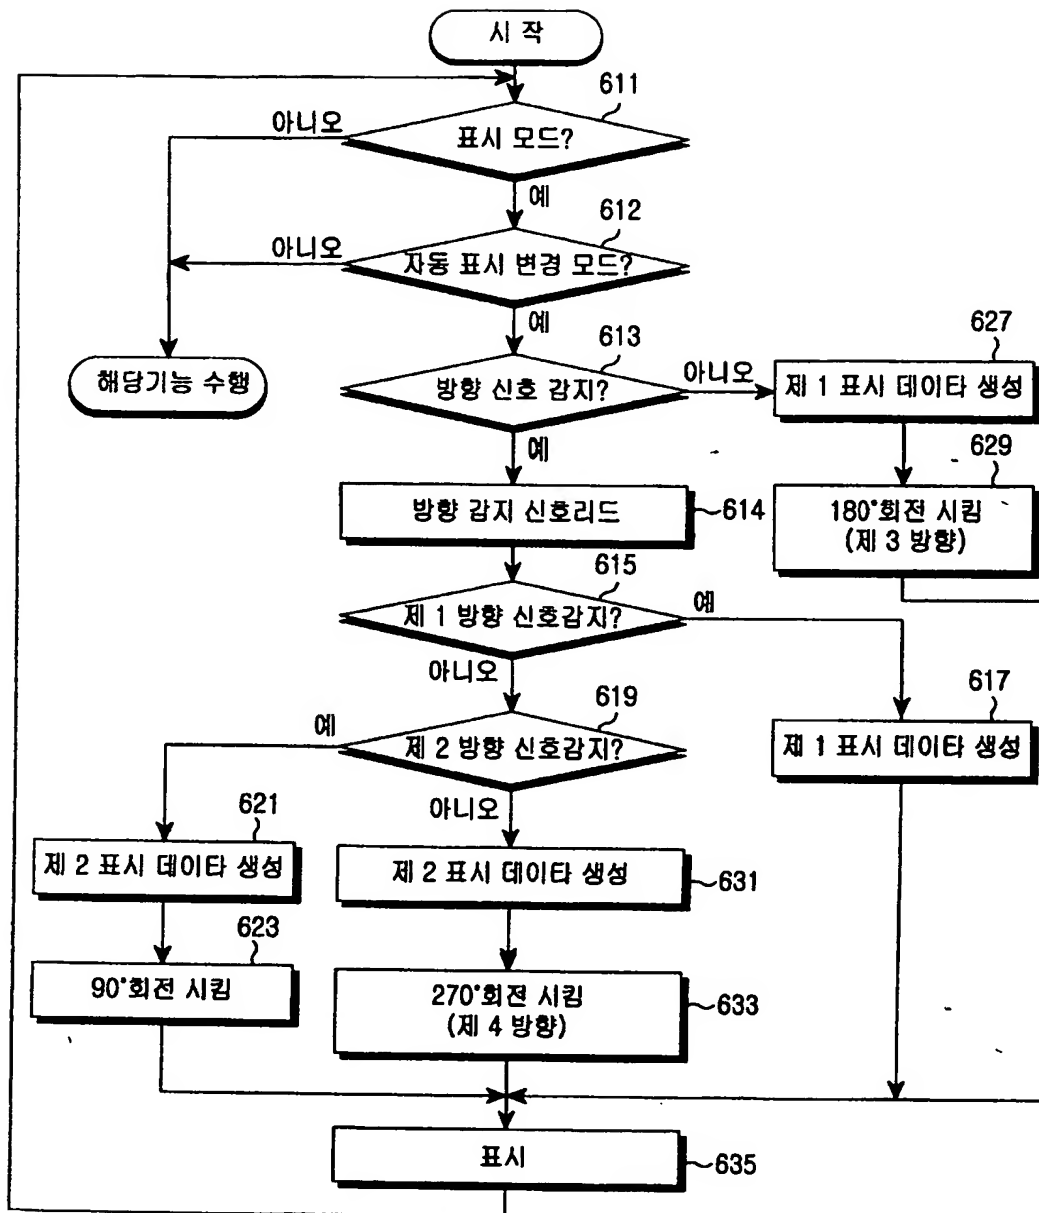 시 작
611
표시 모드?
아니오
예
612
자동 표시 변경 모드?
아니오
예
해당기능 수행
613
방향 신호 감지?
아니오
예
627
제 1 표시 데이타 생성
629
180°회전 시킴
(제 3 방향)
방향 감지 신호리드
614
615
제 1 방향 신호감지?
예
아니오
617
제 1 표시 데이타 생성
619
제 2 방향 신호감지?
예
아니오
621
제 2 표시 데이타 생성
623
90°회전 시킴
제 2 표시 데이타 생성
631
270°회전 시킴
(제 4 방향)
633
표시
635